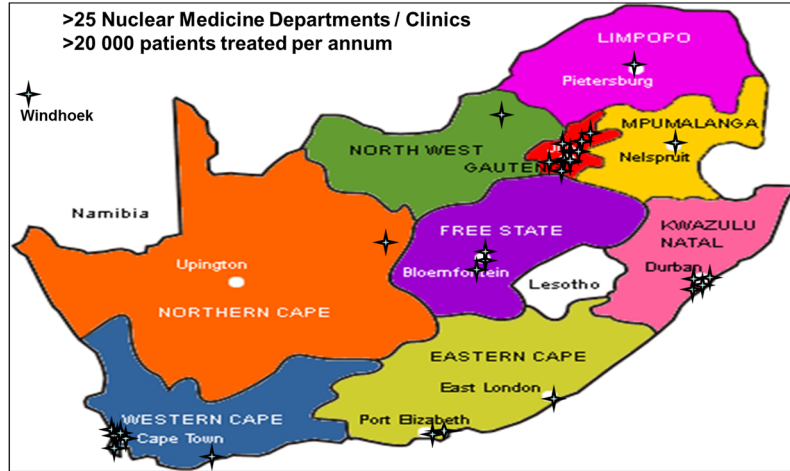 >25 Nuclear Medicine Departments / Clinics
>20 000 patients treated per annum
LIMPOPO
Pietersburg
Windhoek
MPUMALANGA
NORTH WEST
Nelspruit
GAUTEN
Namibia
FREE STATE
KWAZULU
NATAL
Upington
Bloemfontein
Durban
Lesotho
NORTHERN CAPE
EASTERN CAPE
East London
WESTERN CAPE
Port Elizabeth
Cape Town